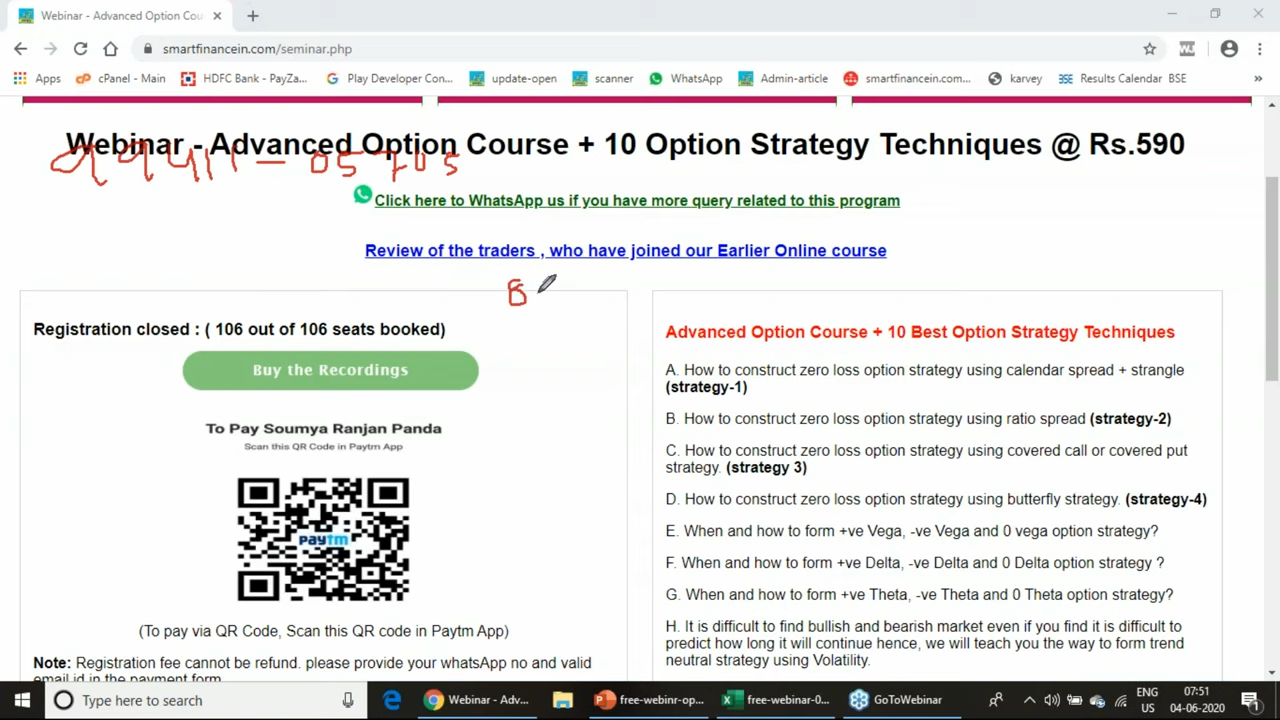 Webinar - Advanced Option Cou
smartfinancein.com/seminar.php
Apps cPanel - Main HDFC Bank - PayZa... Play Developer Con... update-open scanner WhatsApp Admin-article smartfinancein.com... karvey Results Calendar BSE
Webinar - Advanced Option Course + 10 Option Strategy Techniques @ Rs.590
99411-05705
Click here to WhatsApp us if you have more query related to this program
Review of the traders , who have joined our Earlier Online course
8
Registration closed : ( 106 out of 106 seats booked)
Buy the Recordings
To Pay Soumya Ranjan Panda
Scan this QR Code in Paytm App
paytm
(To pay via QR Code, Scan this QR code in Paytm App)
Note: Registration fee cannot be refund. please provide your whatsApp no and valid
email id in the payment form
Advanced Option Course + 10 Best Option Strategy Techniques
A. How to construct zero loss option strategy using calendar spread + strangle
(strategy-1)
B. How to construct zero loss option strategy using ratio spread (strategy-2)
C. How to construct zero loss option strategy using covered call or covered put
strategy. (strategy 3)
D. How to construct zero loss option strategy using butterfly strategy. (strategy-4)
E. When and how to form +ve Vega, -ve Vega and 0 vega option strategy?
F. When and how to form +ve Delta, -ve Delta and 0 Delta option strategy ?
G. When and how to form +ve Theta, -ve Theta and 0 Theta option strategy?
H. It is difficult to find bullish and bearish market even if you find it is difficult to
predict how long it will continue hence, we will teach you the way to form trend
neutral strategy using Volatility.
Type here to search
Webinar - Adv... free-webinr-op... free-webinar-0... GoToWebinar
ENG
US
07:51
04-06-2020
1